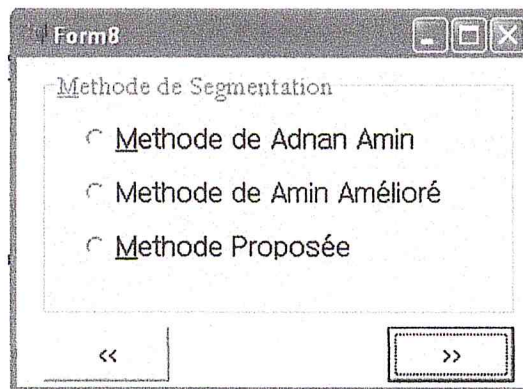 Form8
Methode de Segmentation
Methode de Adnan Amin
Methode de Amin Amélioré
Methode Proposée
<< >>